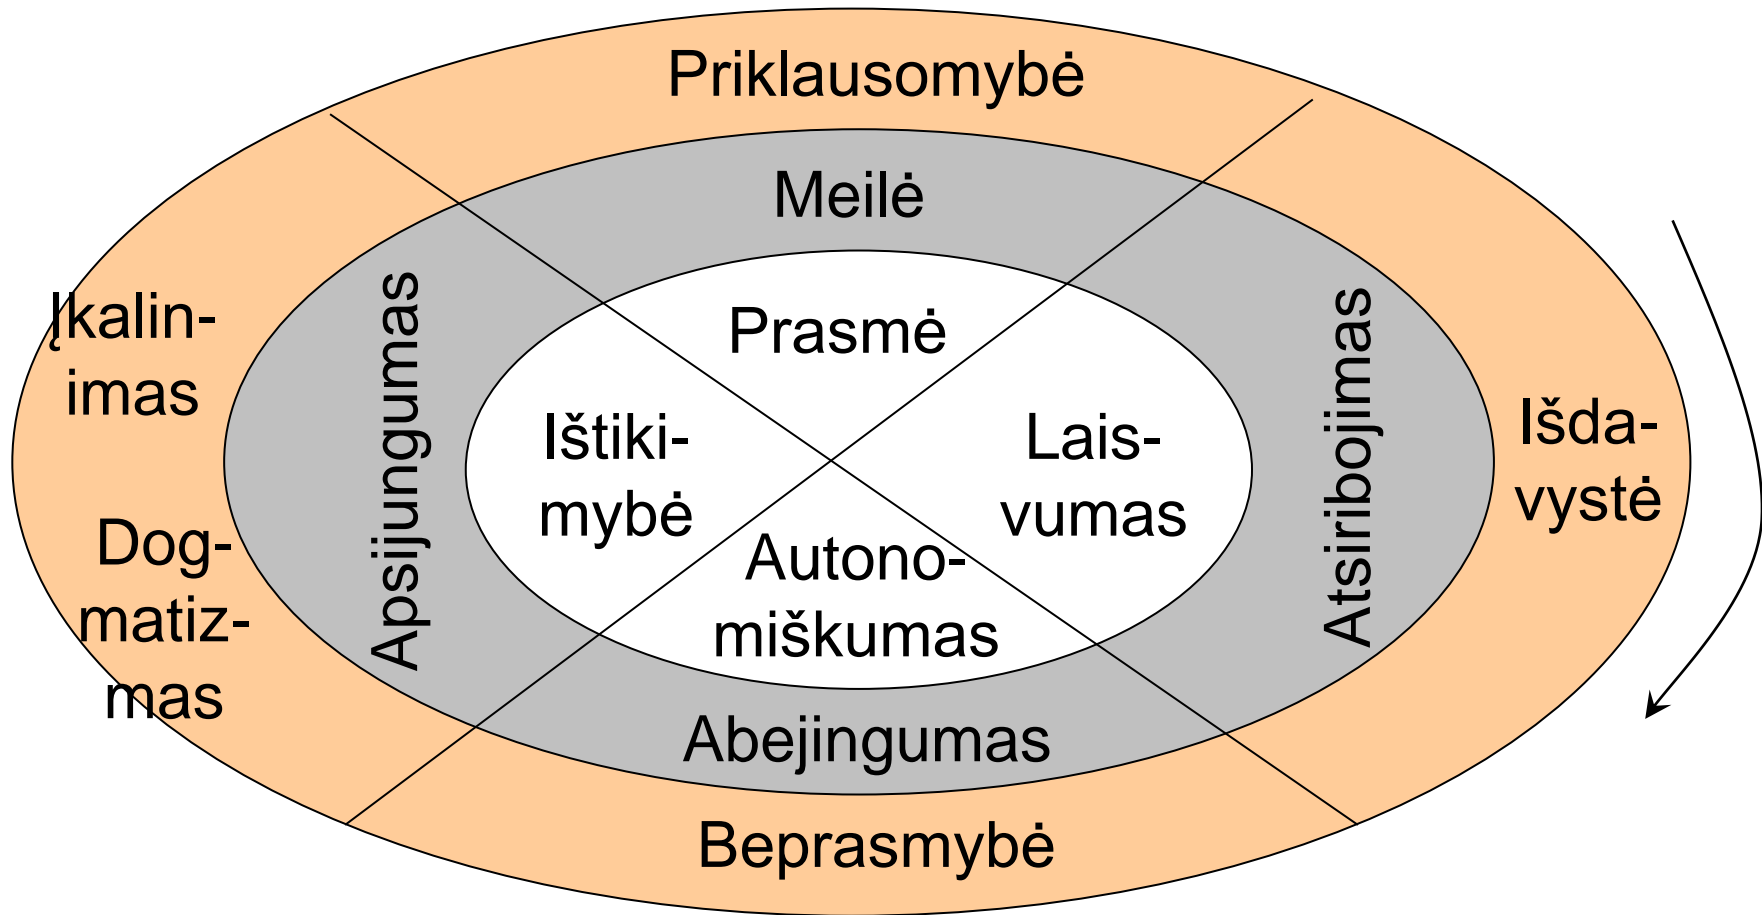 Priklausomybė
Meilė
Prasmė
Įkalin-
imas
Dog-
matiz-
mas
Apsijungumas
Ištiki-
mybė
Lais-
vumas
Atsiribojimas
Išda-
vystė
Autono-
miškumas
Abejingumas
Beprasmybė